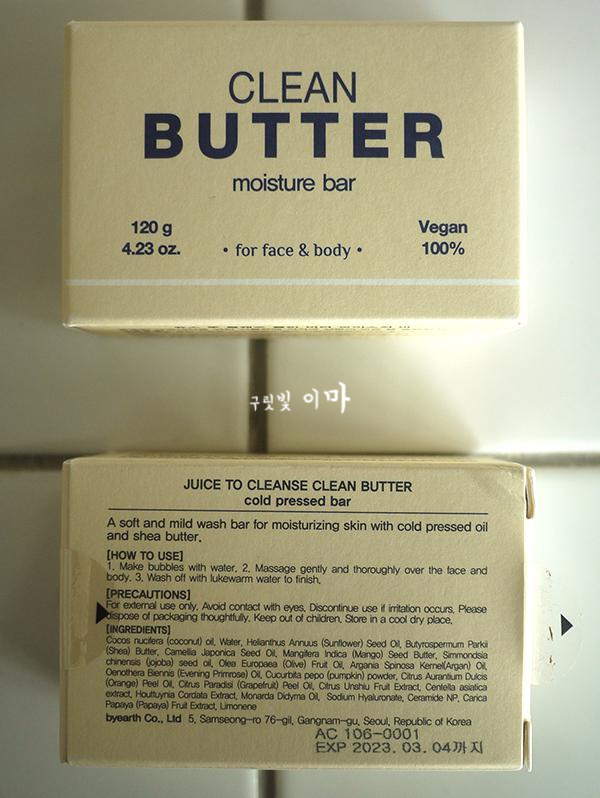 CLEAN
BUTTER
moisture bar
120 g
4.23 oz.
• for face & body •
Vegan
100%
구릿빛 이마
JUICE TO CLEANSE CLEAN BUTTER
cold pressed bar
A soft and mild wash bar for moisturizing skin with cold pressed oil
and shea butter.
[HOW TO USE]
1. Make bubbles with water. 2. Massage gently and thoroughly over the face and
body. 3. Wash off with lukewarm water to finish.
[PRECAUTIONS]
For external use only. Avoid contact with eyes. Discontinue use if irritation occurs. Please
dispose of packaging thoughtfully. Keep out of children. Store in a cool dry place.
[INGREDIENTS]
Cocos nucifera (coconut) oil, Water, Helianthus Annuus (Sunflower) Seed Oil, Butyrospermum Parkii
(Shea) Butter, Camellia Japonica Seed Oil, Mangifera Indica (Mango) Seed Butter, Simmondsia
chinensis (jojoba) seed oil, Olea Europaea (Olive) Fruit Oil, Argania Spinosa Kernel(Argan) Oil,
Oenothera Biennis (Evening Primrose) Oil, Cucurbita pepo (pumpkin) powder, Citrus Aurantium Dulcis
(Orange) Peel Oil, Citrus Paradisi (Grapefruit) Peel Oil, Citrus Unshiu Fruit Extract, Centella asiatica
extract, Houttuynia Cordata Extract, Monarda Didyma Oil, Sodium Hyaluronate, Ceramide NP, Carica
Papaya (Papaya) Fruit Extract, Limonene
byearth Co., Ltd 5, Samseong-ro 76-gil, Gangnam-gu, Seoul, Republic of Korea
AC 106-0001
EXP 2023. 03. 04까지